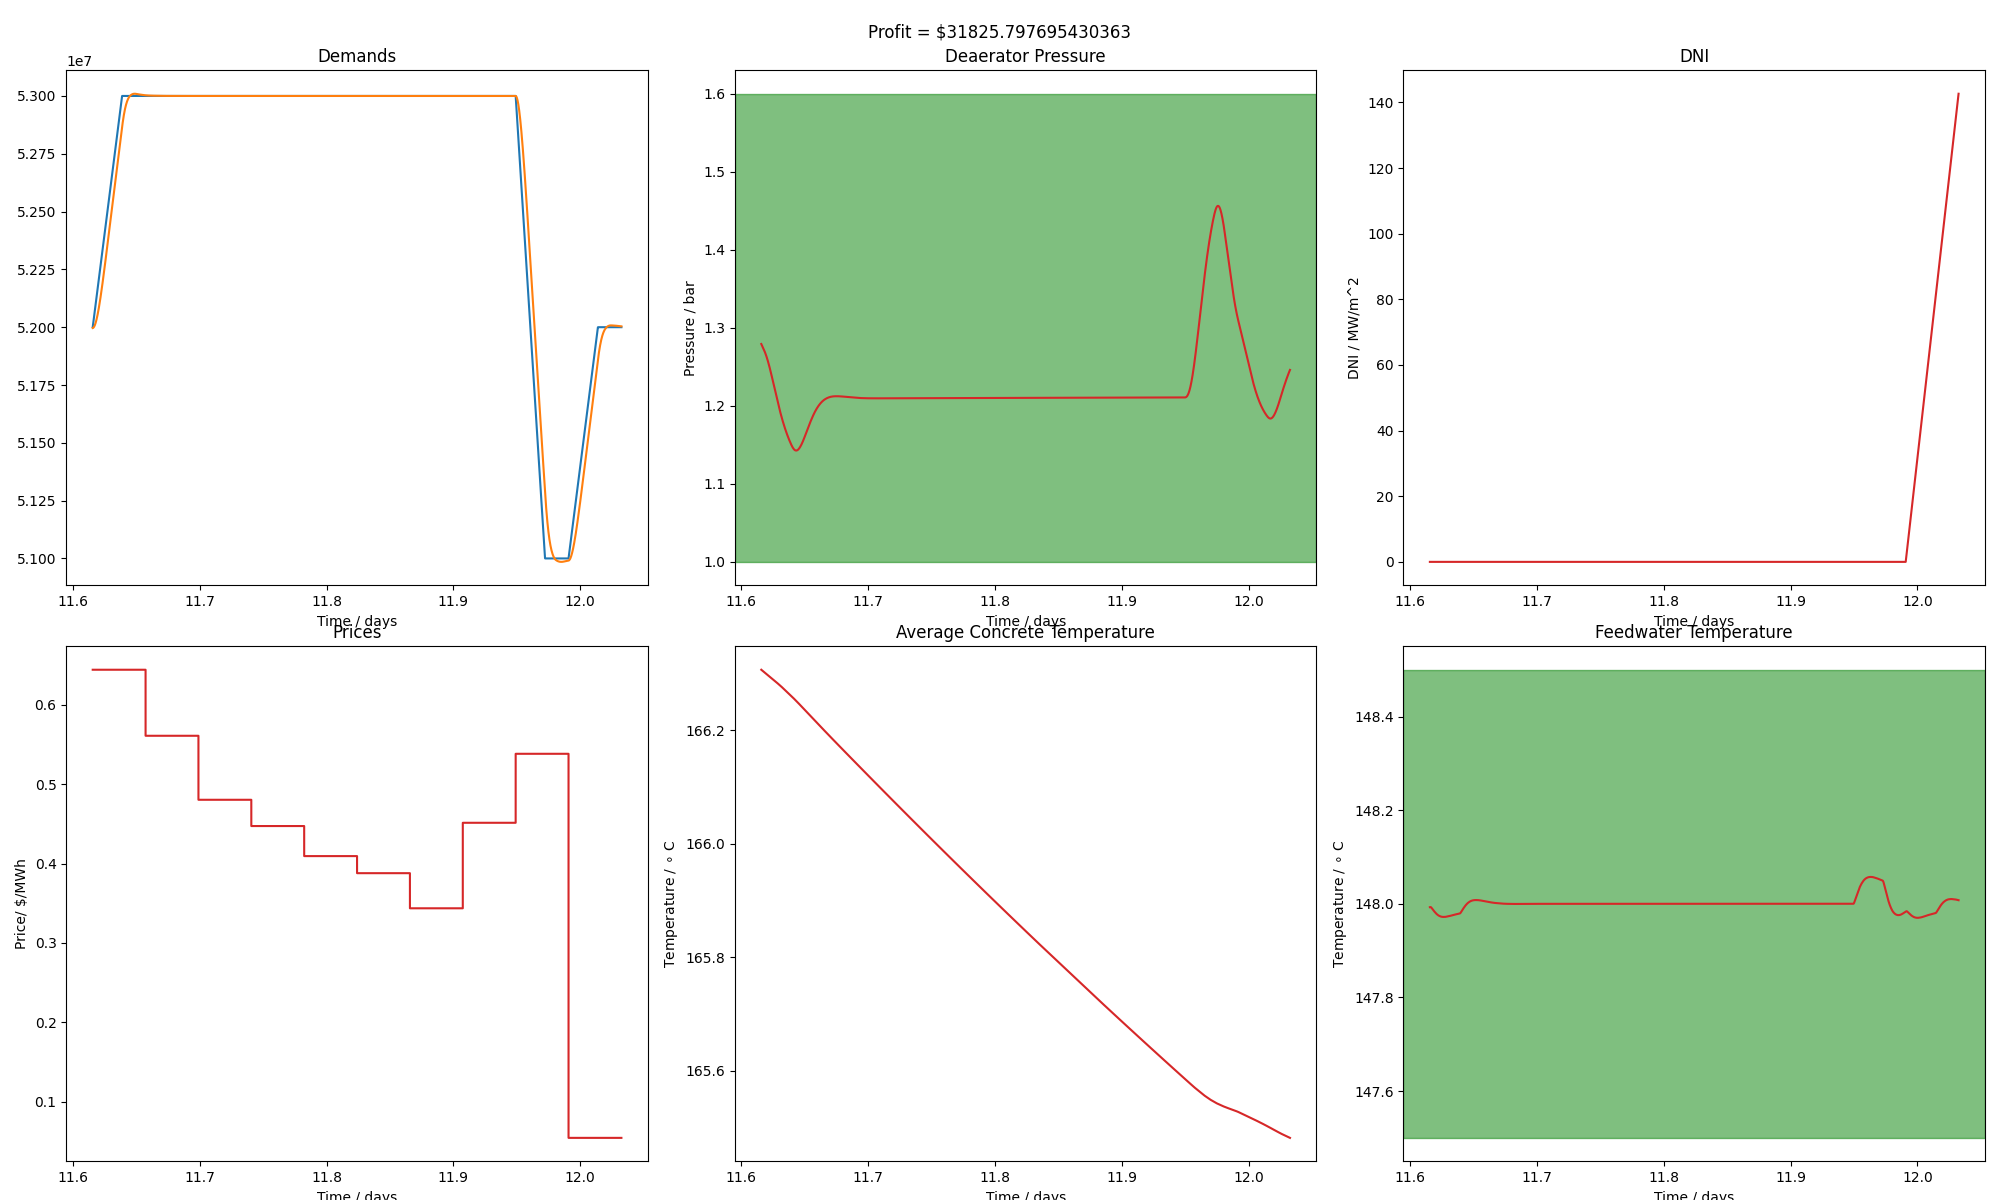 Profit = $31825.797695430363
Demands
1e7
5.300
5.275
5.250
5.225
5.200
5.175
5.150
5.125
5.100
11.6 11.7 11.8 11.9 12.0
Time / days
Deaerator Pressure
Pressure / bar
1.6
1.5
1.4
1.3
1.2
1.1
1.0
11.6 11.7 11.8 11.9 12.0
Time / days
DNI
DNI / MW/m^2
140
120
100
80
60
40
20
0
11.6 11.7 11.8 11.9 12.0
Time / days
Prices
Price/ $/MWh
0.6
0.5
0.4
0.3
0.2
0.1
11.6 11.7 11.8 11.9 12.0
Time / days
Average Concrete Temperature
Temperature / ∘ C
166.2
166.0
165.8
165.6
11.6 11.7 11.8 11.9 12.0
Time / days
Feedwater Temperature
Temperature / ∘ C
148.4
148.2
148.0
147.8
147.6
11.6 11.7 11.8 11.9 12.0
Time / days